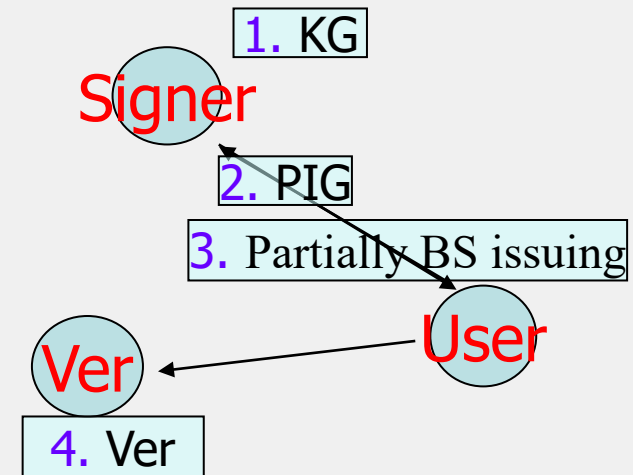 1. KG
Signer
2. PIG
3. Partially BS issuing
User
Ver
4. Ver